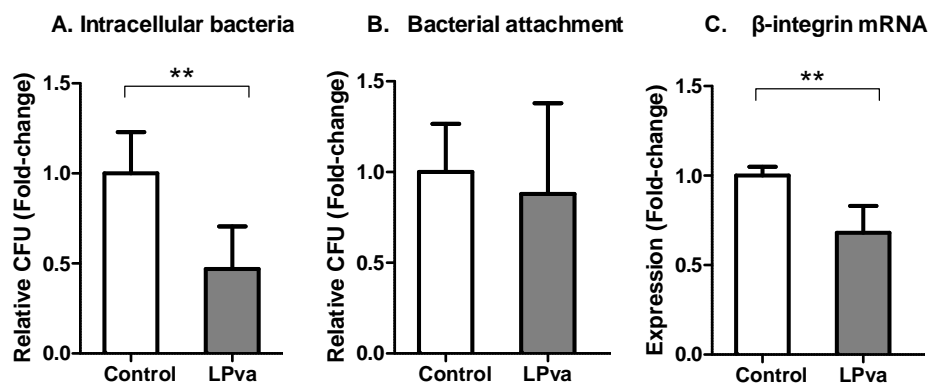 A. Intracellular bacteria
**
Relative CFU (Fold-change)
1.5
1.0
0.5
0.0
Control LPva
B. Bacterial attachment
Relative CFU (Fold-change)
1.5
1.0
0.5
0.0
Control LPva
C. β-integrin mRNA
**
Expression (Fold-change)
1.5
1.0
0.5
0.0
Control LPva